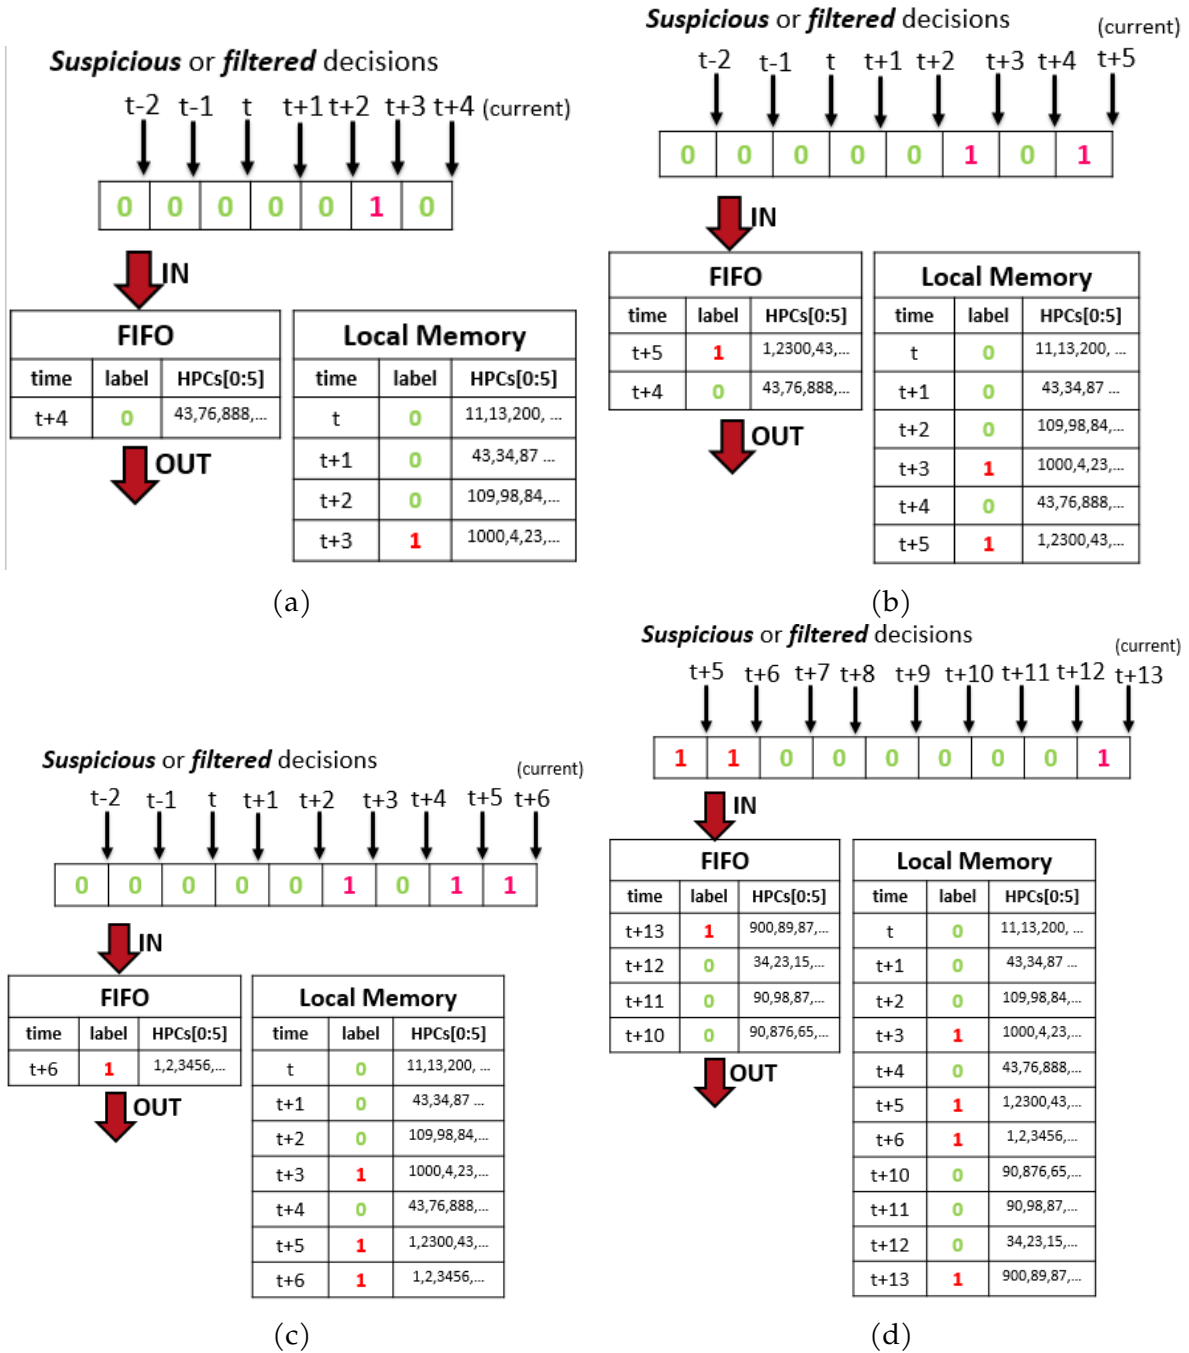 Suspicious or filtered decisions
t-2 t-1 t t+1 t+2 t+3 t+4 (current)
0 0 0 0 0 1 0
IN
FIFO
time label HPCs[0:5]
t+4 0 43,76,888,...
OUT
Local Memory
time label HPCs[0:5]
t 0 11,13,200, ...
t+1 0 43,34,87 ...
t+2 0 109,98,84,...
t+3 1 1000,4,23,...
(a)
Suspicious or filtered decisions
(current)
t-2 t-1 t t+1 t+2 t+3 t+4 t+5
0 0 0 0 0 1 0 1
IN
FIFO
time label HPCs[0:5]
t+5 1 1,2300,43,...
t+4 0 43,76,888,...
OUT
Local Memory
time label HPCs[0:5]
t 0 11,13,200, ...
t+1 0 43,34,87 ...
t+2 0 109,98,84,...
t+3 1 1000,4,23,...
t+4 0 43,76,888,...
t+5 1 1,2300,43,...
(b)
Suspicious or filtered decisions
(current)
t-2 t-1 t t+1 t+2 t+3 t+4 t+5 t+6
0 0 0 0 0 1 0 1 1
IN
FIFO
time label HPCs[0:5]
t+6 1 1,2,3456,...
OUT
Local Memory
time label HPCs[0:5]
t 0 11,13,200, ...
t+1 0 43,34,87 ...
t+2 0 109,98,84,...
t+3 1 1000,4,23,...
t+4 0 43,76,888,...
t+5 1 1,2300,43,...
t+6 1 1,2,3456,...
(c)
Suspicious or filtered decisions
(current)
t+5 t+6 t+7 t+8 t+9 t+10 t+11 t+12 t+13
1 1 0 0 0 0 0 0 1
IN
FIFO
time label HPCs[0:5]
t+13 1 900,89,87,...
t+12 0 34,23,15,...
t+11 0 90,98,87,...
t+10 0 90,876,65,...
OUT
Local Memory
time label HPCs[0:5]
t 0 11,13,200, ...
t+1 0 43,34,87 ...
t+2 0 109,98,84,...
t+3 1 1000,4,23,...
t+4 0 43,76,888,...
t+5 1 1,2300,43,...
t+6 1 1,2,3456,...
t+10 0 90,876,65,...
t+11 0 90,98,87,...
t+12 0 34,23,15,...
t+13 1 900,89,87,...
(d)